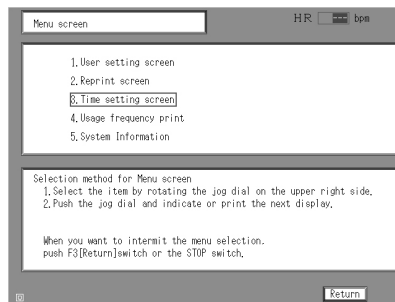 Menu screen
HR --- bpm
1.User setting screen
2.Reprint screen
3.Time setting screen
4.Usage frequency print
5.System Information
Selection method for Menu screen
1.Select the item by rotating the jog dial on the upper right side.
2.Push the jog dial and indicate or print the next display.
When you want to intermit the menu selection.
push F3[Return]switch or the STOP switch.
Return